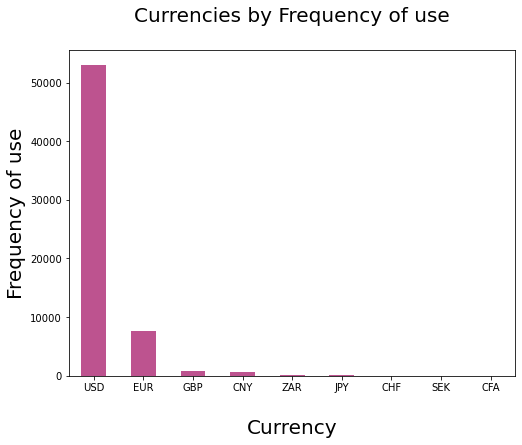 Currencies by Frequency of use
Frequency of use
50000
40000
30000
20000
10000
0
USD EUR GBP CNY ZAR JPY CHF SEK CFA
Currency